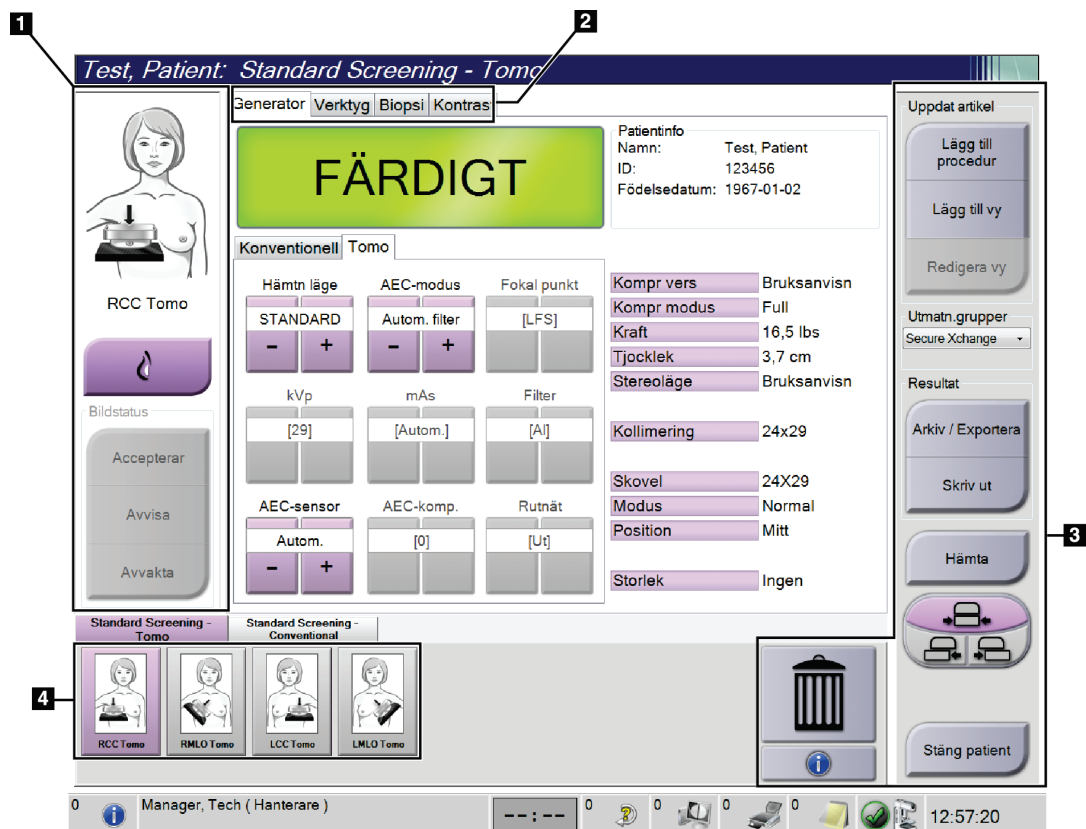 1
2
Test, Patient: Standard Screening - Tomo
Generator Verktyg Biopsi Kontras
FÄRDIGT
Patientinfo
Namn: Test, Patient
ID: 123456
Födelsedatum: 1967-01-02
RCC Tomo
Bildstatus
Accepterar
Avvisa
Avvakta
Konventionell Tomo
Hämtn läge AEC-modus Fokal punkt
STANDARD Autom. filter [LFS]
- + - +
kVp mAs Filter
[29] [Autom.] [Al]
AEC-sensor AEC-komp. Rutnät
Autom. [0] [Ut]
- +
Kompr vers Bruksanvisn
Kompr modus Full
Kraft 16,5 lbs
Tjocklek 3,7 cm
Stereoläge Bruksanvisn
Kollimering 24x29
Skovel 24X29
Modus Normal
Position Mitt
Storlek Ingen
Uppdat artikel
Lägg till
procedur
Lägg till vy
Redigera vy
Utmatn.grupper
Secure Xchange
Resultat
Arkiv / Exportera
Skriv ut
Hämta
3
Stäng patient
Standard Screening -
Tomo
Standard Screening -
Conventional
4
RCC Tomo RMLO Tomo LCC Tomo LMLO Tomo
0 Manager, Tech ( Hanterare ) --:-- 0 0 0 0 12:57:20